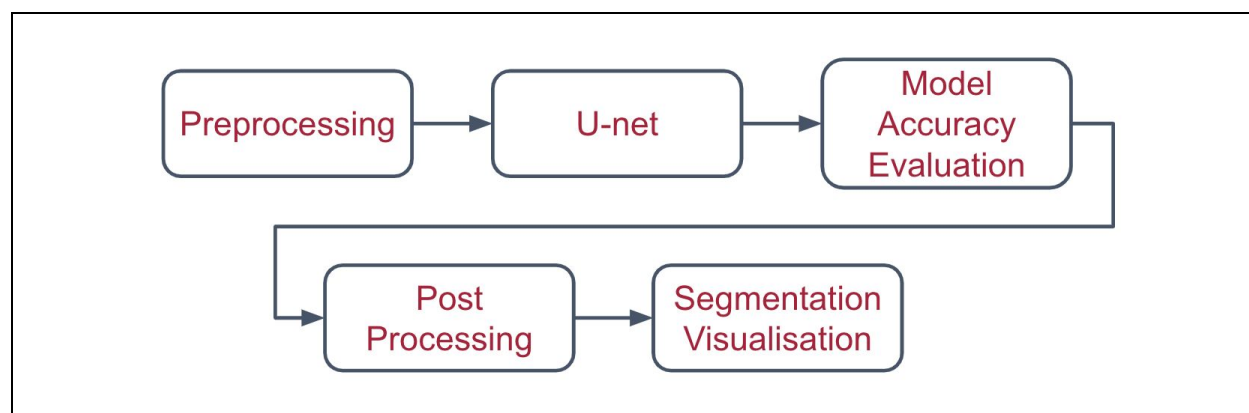 Preprocessing
U-net
Model
Accuracy
Evaluation
Post
Processing
Segmentation
Visualisation